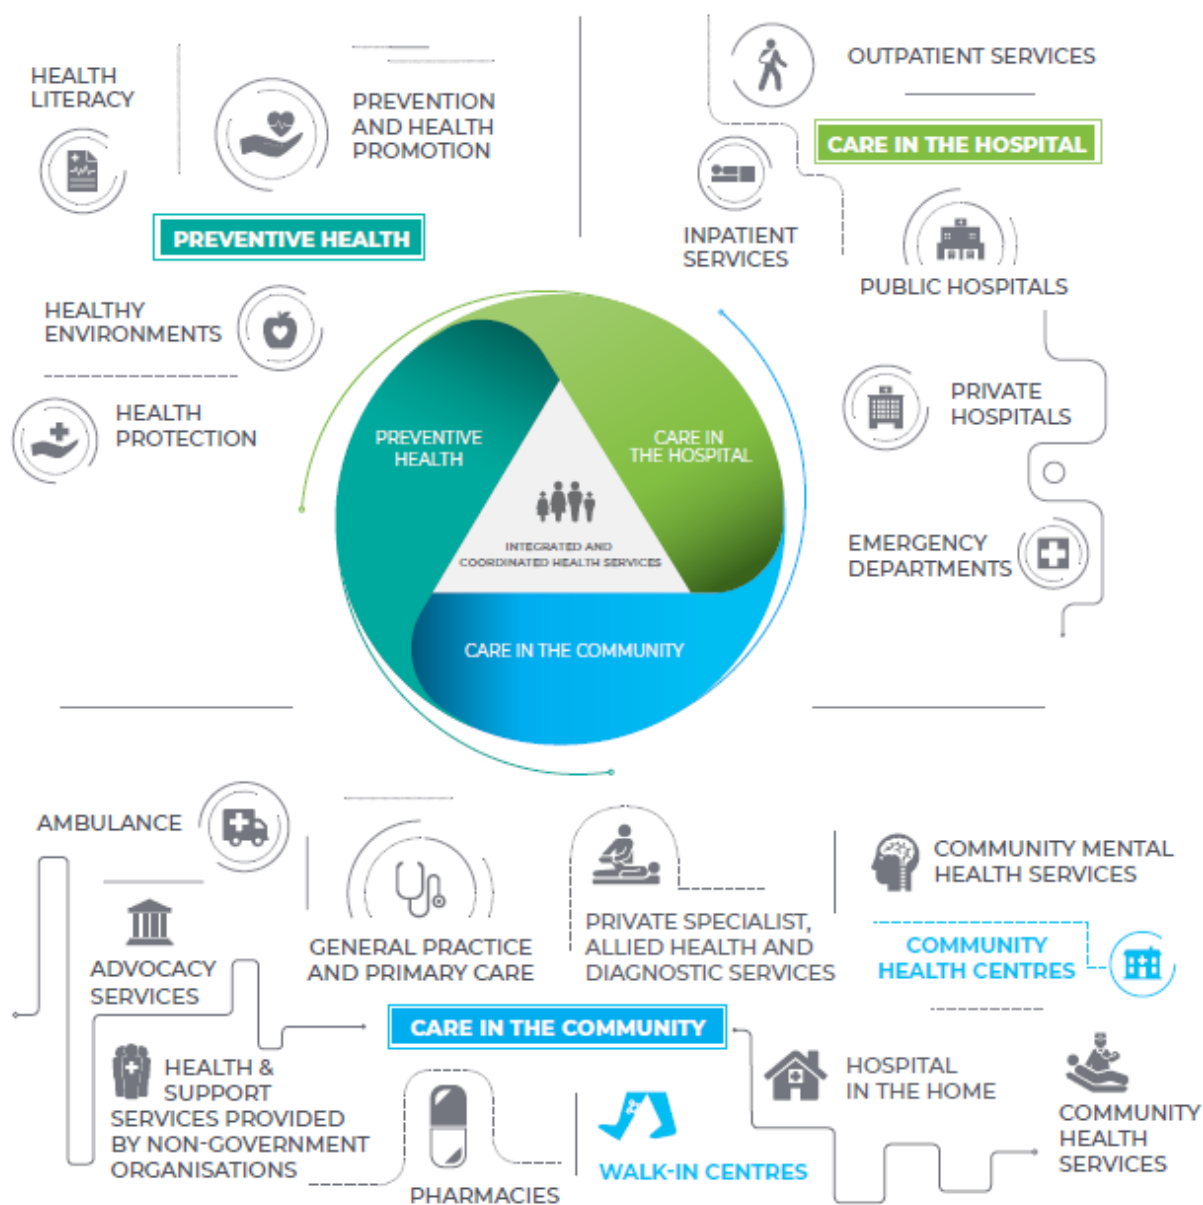 HEALTH
LITERACY
PREVENTION
AND HEALTH
PROMOTION
PREVENTIVE HEALTH
HEALTHY
ENVIRONMENTS
HEALTH
PROTECTION
OUTPATIENT SERVICES
CARE IN THE HOSPITAL
INPATIENT
SERVICES
PUBLIC HOSPITALS
PRIVATE
HOSPITALS
EMERGENCY
DEPARTMENTS
PREVENTIVE
HEALTH
CARE IN
THE HOSPITAL
INTEGRATED AND
COORDINATED HEALTH SERVICES
CARE IN THE COMMUNITY
AMBULANCE
ADVOCACY
SERVICES
GENERAL PRACTICE
AND PRIMARY CARE
PRIVATE SPECIALIST,
ALLIED HEALTH AND
DIAGNOSTIC SERVICES
COMMUNITY MENTAL
HEALTH SERVICES
COMMUNITY
HEALTH CENTRES
CARE IN THE COMMUNITY
HEALTH &
SUPPORT
SERVICES PROVIDED
BY NON-GOVERNMENT
ORGANISATIONS
PHARMACIES
WALK-IN CENTRES
HOSPITAL
IN THE HOME
COMMUNITY
HEALTH
SERVICES